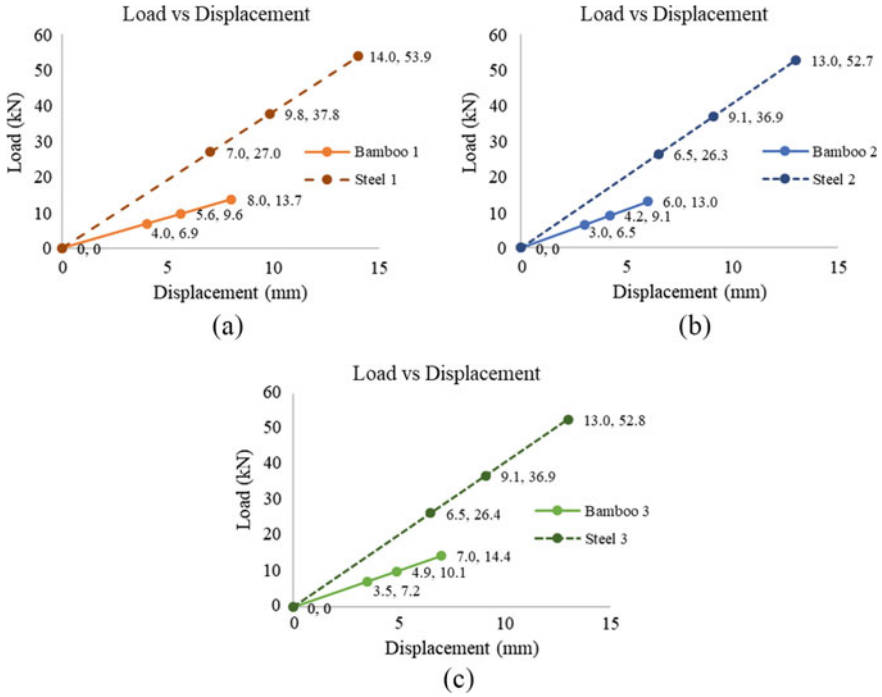 Load vs Displacement
60
50
40
30
20
10
0
Load (kN)
14.0, 53.9
9.8, 37.8
7.0, 27.0
Bamboo 1
Steel 1
8.0, 13.7
5.6, 9.6
4.0, 6.9
0, 0
0 5 10 15
Displacement (mm)
(a)
Load vs Displacement
60
50
40
30
20
10
0
Load (kN)
13.0, 52.7
9.1, 36.9
6.5, 26.3
Bamboo 2
Steel 2
6.0, 13.0
4.2, 9.1
3.0, 6.5
0, 0
0 5 10 15
Displacement (mm)
(b)
Load vs Displacement
60
50
40
30
20
10
0
Load (kN)
13.0, 52.8
9.1, 36.9
6.5, 26.4
Bamboo 3
Steel 3
7.0, 14.4
4.9, 10.1
3.5, 7.2
0, 0
0 5 10 15
Displacement (mm)
(c)